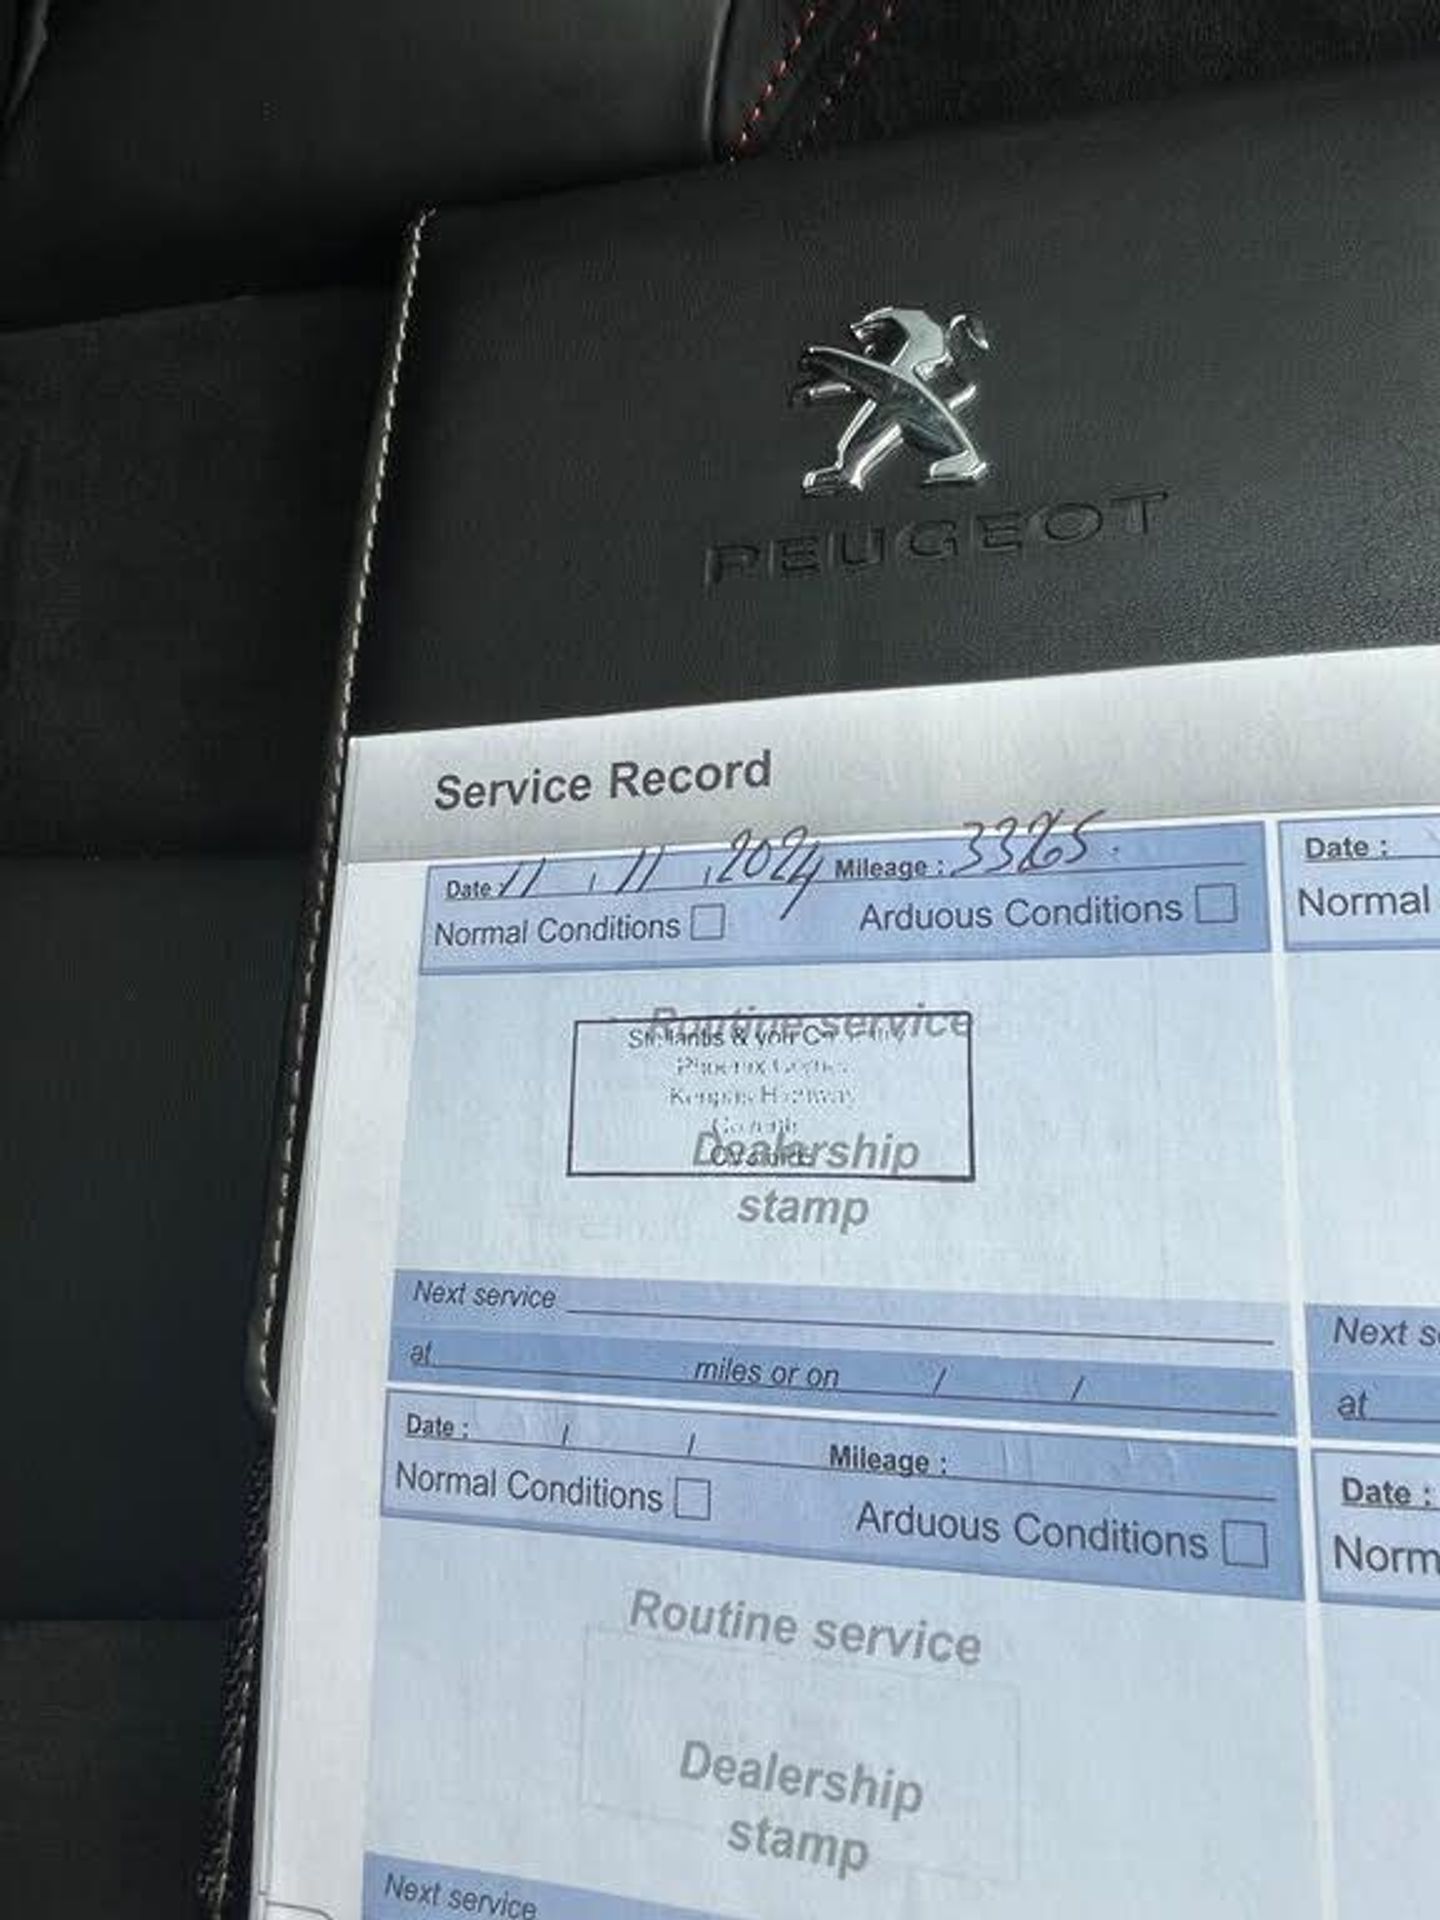 PEUGEOT
Service Record
Date : 11 / 11 / 2024 Mileage : 3365.
Date :
Normal Conditions Arduous Conditions
Normal
Routine service
& you
Dealership
stamp
Next service
at miles or on / /
Next s
at
Date : / / Mileage :
Date :
Normal Conditions Arduous Conditions
Norm
Routine service
Dealership
stamp
Next service